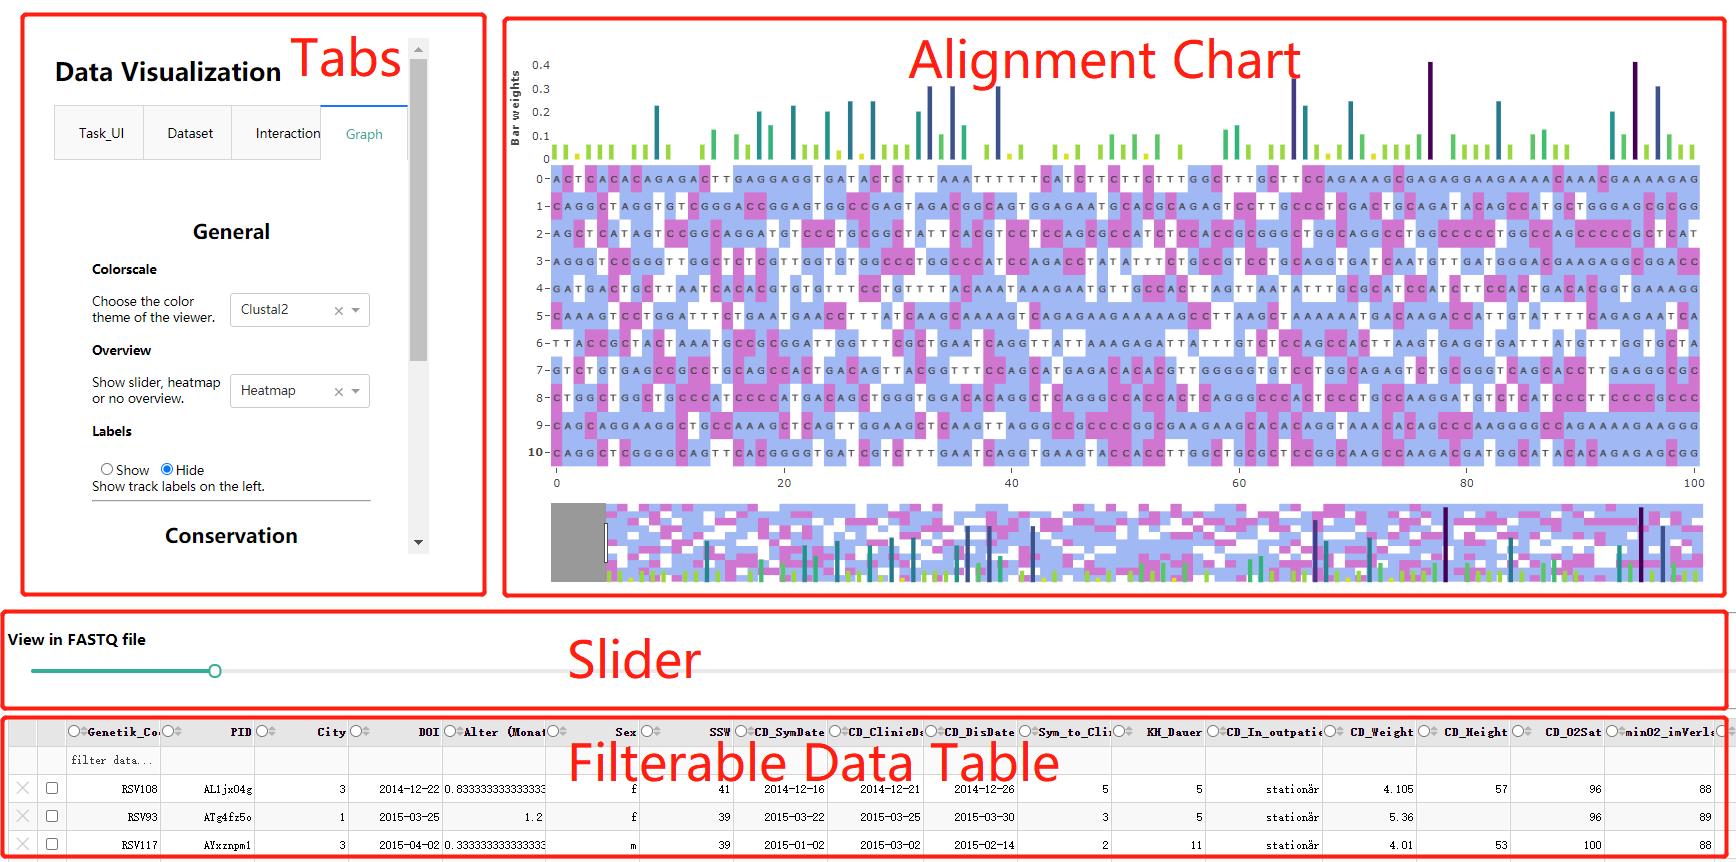 Data Visualization
Tabs
Task_UI
Dataset
Interaction
Graph
General
Colorscale
Choose the color
theme of the viewer.
Clustal2
Overview
Show slider, heatmap
or no overview.
Heatmap
Labels
Show Hide
Show track labels on the left.
Conservation
Alignment Chart
Bar weights
0.4
0.3
0.2
0.1
0
0 ACTCACACAGAGACTTGAGGAGGTGATACTCTTTAAATTTTTTCATCTTCTTCTTTGGCTTTGCTTCCAGAAAGCGAGAGGAAGAAAACAAACGAAAAGAG
1 CAGGCTAGGTGTCGGGACCGGAGTGGCCGAGTAGACGGCAGTGGAGAATGCACGCAGAGTCCTTGCCCTCGACTGCAGATACAGCCATGCTGGGAGCGCGG
2 AGCTCATAGTCCGGCAGGATGTCCCTGCGGCTATTCACGTCCTCCAGCGCCATCTCCACCGCGGGCTGGCAGGCCTGGCCCCCTGGCCAGCCCCCGCTCAT
3 AGGGTCCGGGTTGGCTCTCGTTGGTGTGGCCCTGGCCCATCCAGACCTATATTTCTGCCGTCCTGCAGGTGATCAATGTTGATGGGACGAAGAGGCGGACC
4 GATGACTGCTTAATCACACGTGTGTTTCCTGTTTTACAAATAAAGAATGTTGCCACTTAGTTAATATTTGCGCATCCATCTTCCACTGACACGGTGAAAGG
5 CAAAGTCCTGGATTTCTGAATGAACCTTTATCAAGCAAAAGTCAGAGAAGAAAAAGCCTTAAGCTAAAAAATGACAAGACCATTGTATTTTCAGAGAATCA
6 TTACCGCTACTAAATGCCGCGGATTGGTTTCGCTGAATCAGGTTATTAAAGAGATTATTTGTCTCCAGCCACTTAAGTGAGGTGATTTATGTTTGGTGCTA
7 GTCTGTGAGCCGCCTGCAGCCACTGACAGTTACGGTTTCCAGCATGAGACACACGTTGGGGGTGTCCTGGCAGAGTCTGCGGGTCAGCACCTTGAGGGCGC
8 CTGGCTGGCTGCCCATCCCCATGACAGCTGGGTGGACACAGGCTCAGGGCCACCACTCAGGGCCCACTCCCTGCCAAGGATGTCTCATCCCTTCCCCGCCC
9 CAGCAGGAAGGCTGCCAAAGCTCAGTTGGAAGCTCAAGTTAGGGCCGCCCCGGCGAAGAAGCACACAGGTAAACACAGCCCAAGGGGCCAGAAAAGAAGGG
10 CAGGCTCGGGGCAGTTCACGGGGTGATCGTCTTTGAATCAGGTGAAGTACCACCTTGGCTGCGCTCCGGCAAGCCAAGACGATGGCATACACAGAGAGCGG
0 20 40 60 80 100
View in FASTQ file
Slider
Genetik_Co PID City DOI Alter (Monat Sex SSW CD_SymDate CD_ClinicDa CD_DisDate Sym_to_Clin KH_Dauer CD_In_outpatie CD_Weight CD_Height CD_O2Sat minO2_imVerla
Filterable Data Table
filter data...
RSV108 AL1jx04g 3 2014-12-22 0.833333333333333 f 41 2014-12-16 2014-12-21 2014-12-26 5 5 stationär 4.105 57 96 88
RSV93 ATg4fz5o 1 2015-03-25 1.2 f 39 2015-03-22 2015-03-25 2015-03-30 3 5 stationär 5.36 96 89
RSV117 AYxznpm1 3 2015-04-02 0.333333333333333 m 39 2015-01-02 2015-03-02 2015-02-14 2 11 stationär 4.01 53 100 88